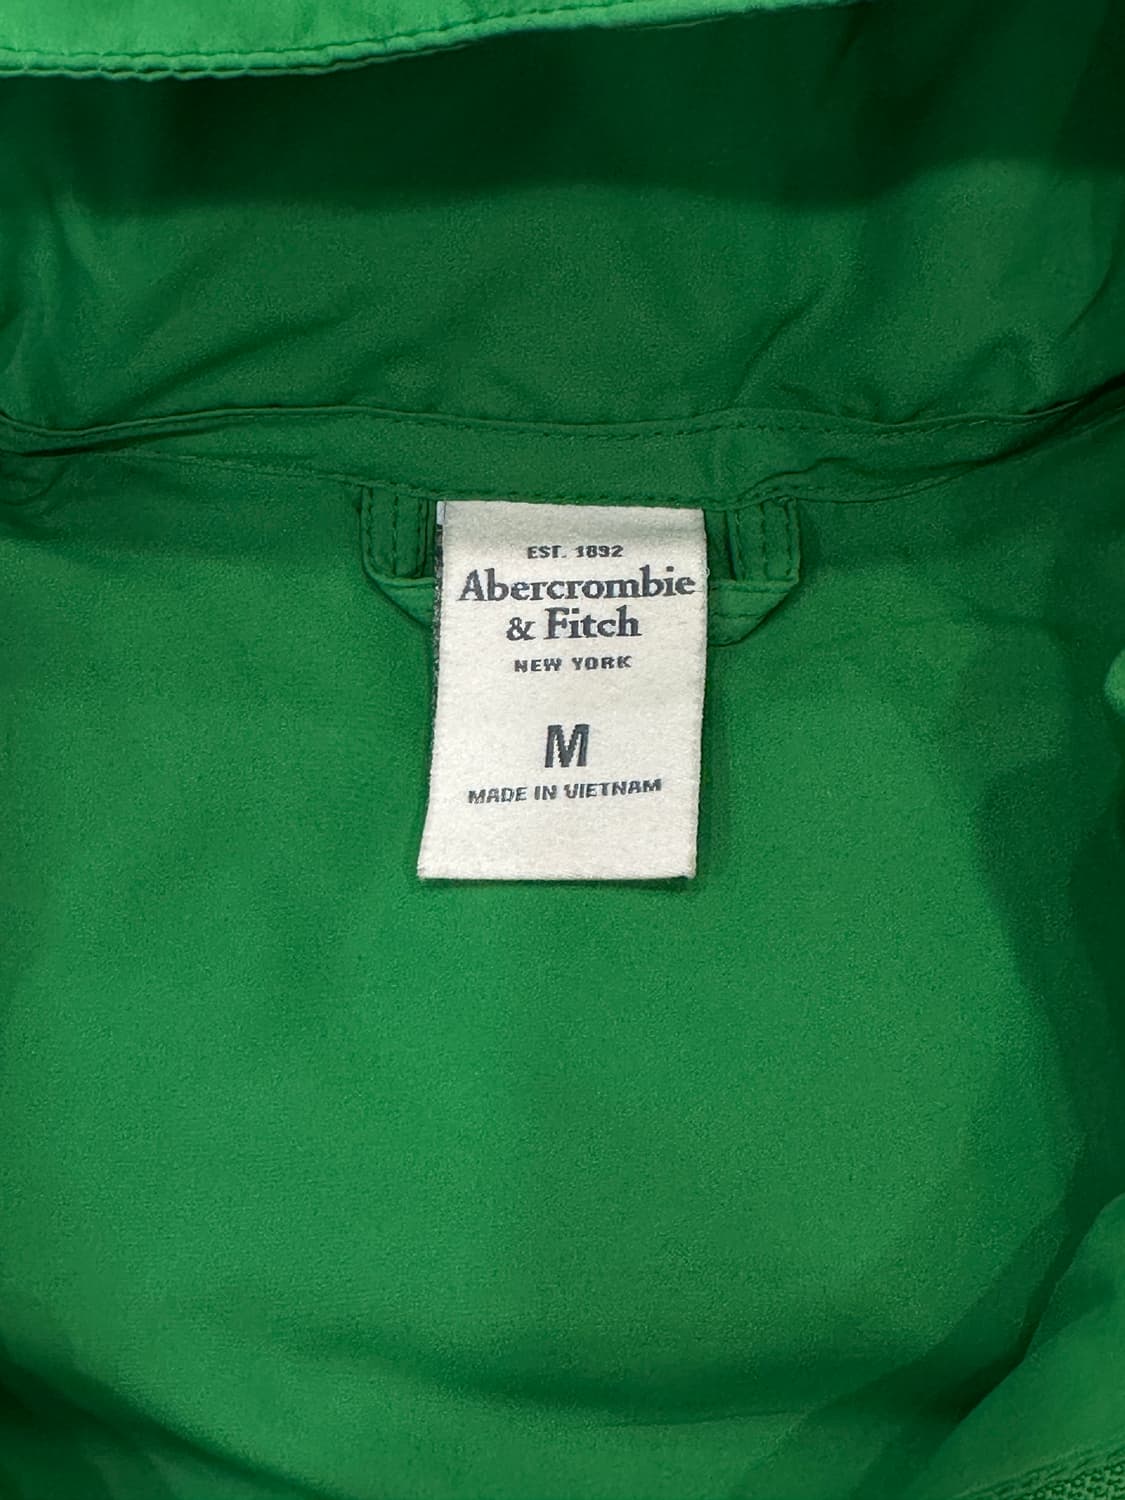 EST. 1892
Abercrombie
& Fitch
NEW YORK
M
MADE IN VIETNAM